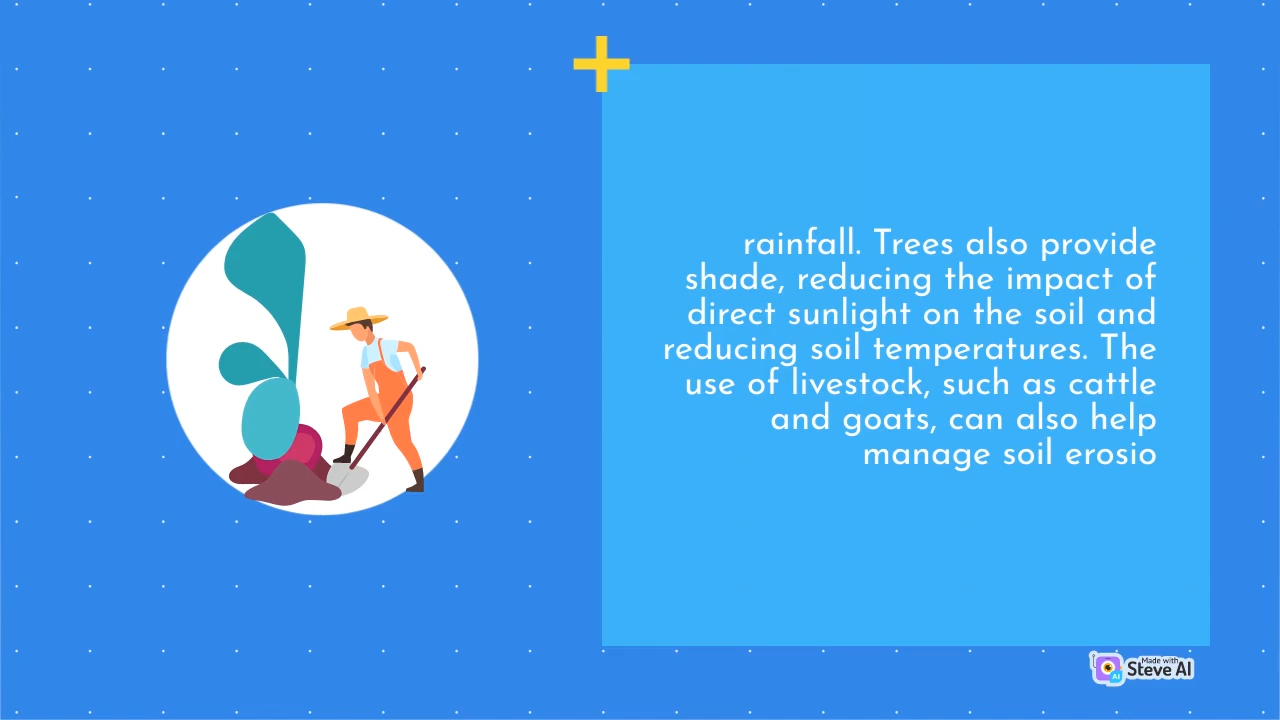 rainfall. Trees also provide
shade, reducing the impact of
direct sunlight on the soil and
reducing soil temperatures. The
use of livestock, such as cattle
and goats, can also help
manage soil erosio
Made with
Steve AI
AI